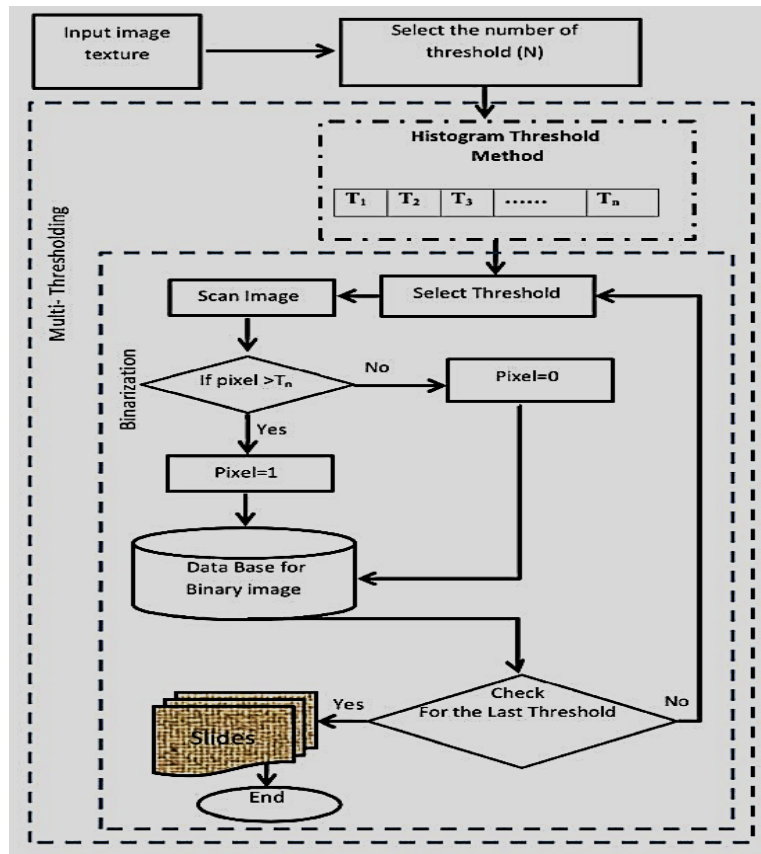 Input image
texture
Select the number of
threshold (N)
Histogram Threshold
Method
T1 T2 T3 ...... Tn
Multi- Thresholding
Binarization
Select Threshold
Scan Image
If pixel >Tn
No
Pixel=0
Yes
Pixel=1
Data Base for
Binary image
Check
For the Last Threshold
Yes
No
Slides
End